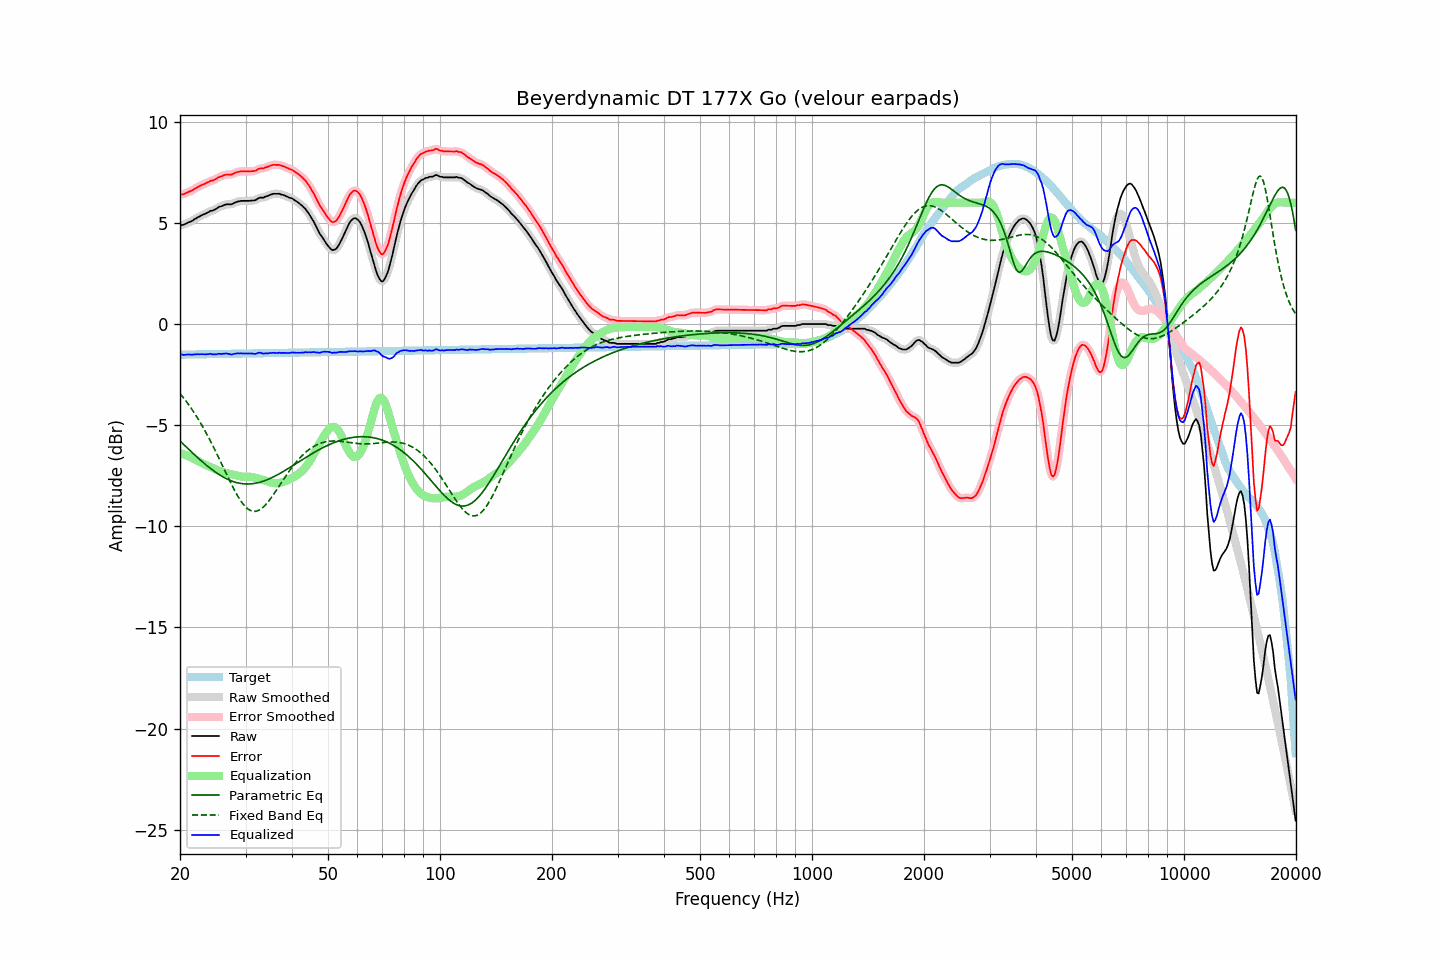 Beyerdynamic DT 177X Go (velour earpads)
10
5
0
−5
−10
−15
−20
−25
Amplitude (dBr)
Target
Raw Smoothed
Error Smoothed
Raw
Error
Equalization
Parametric Eq
Fixed Band Eq
Equalized
20 50 100 200 500 1000 2000 5000 10000 20000
Frequency (Hz)